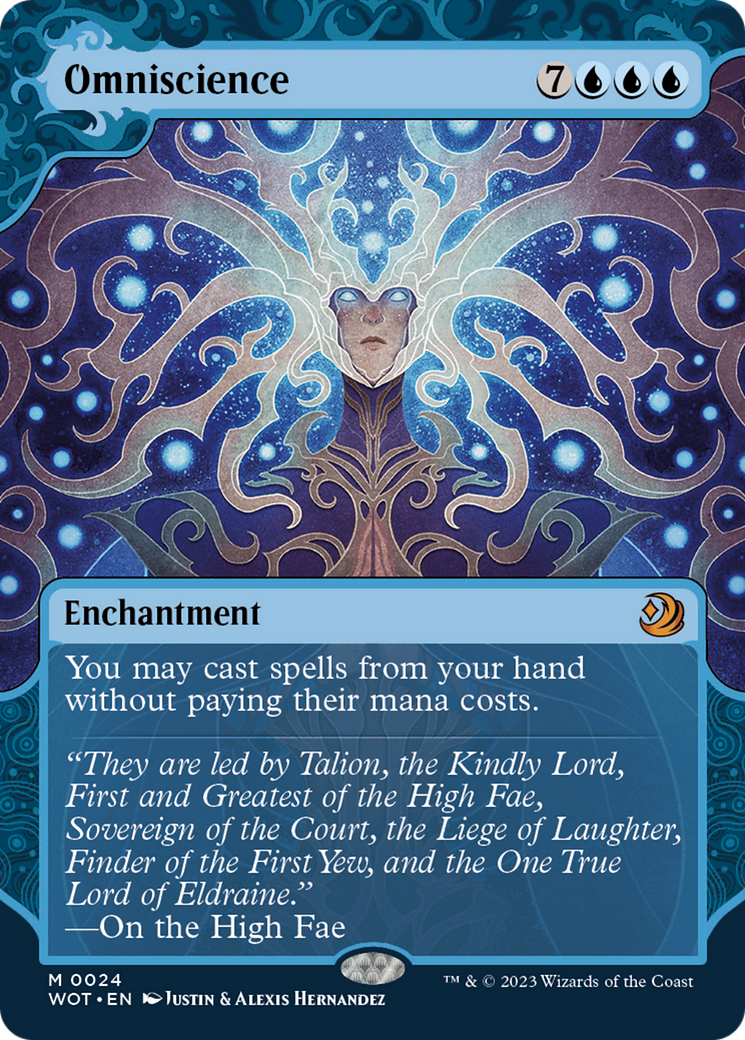 Omniscience
7
Enchantment
You may cast spells from your hand
without paying their mana costs.
“They are led by Talion, the Kindly Lord,
First and Greatest of the High Fae,
Sovereign of the Court, the Liege of Laughter,
Finder of the First Yew, and the One True
Lord of Eldraine.”
—On the High Fae
M 0024
WOT • EN Justin & Alexis Hernandez
™ & © 2023 Wizards of the Coast